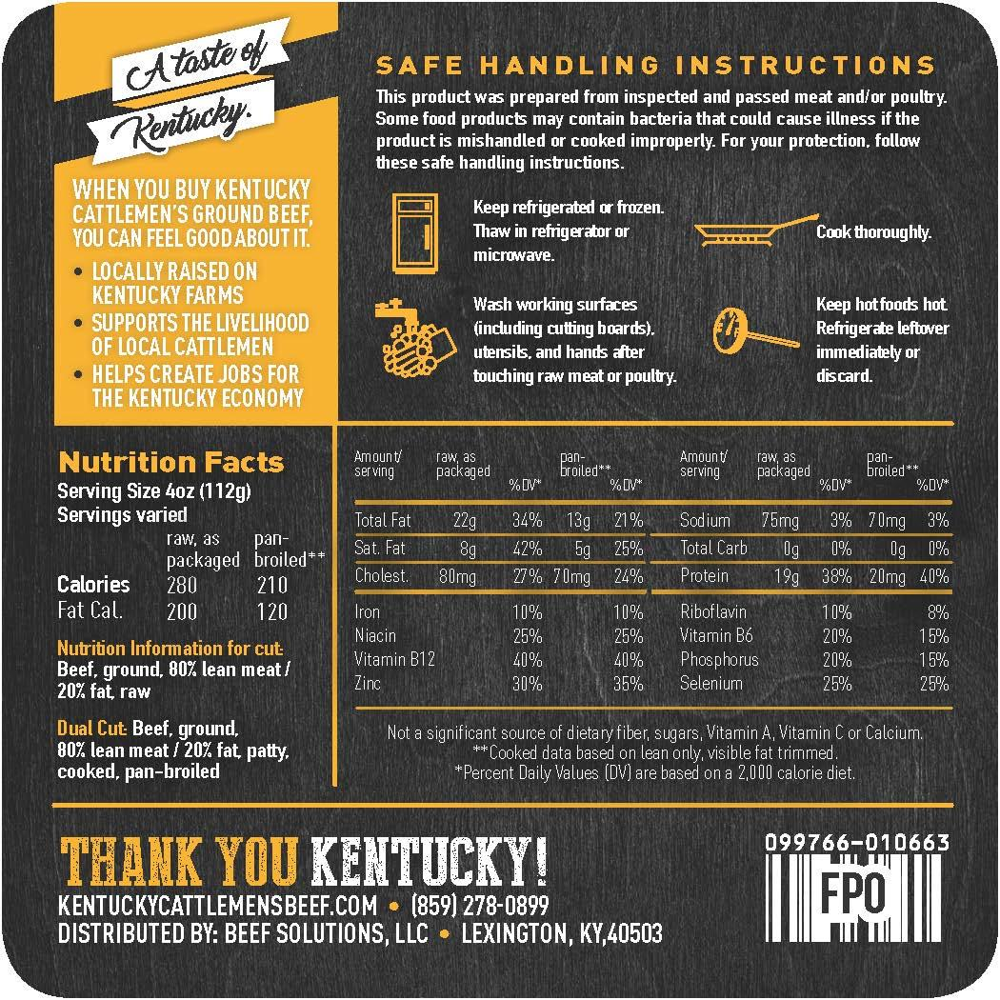 A taste of
Kentucky.
WHEN YOU BUY KENTUCKY
CATTLEMEN'S GROUND BEEF,
YOU CAN FEEL GOOD ABOUT IT.
• LOCALLY RAISED ON
KENTUCKY FARMS
• SUPPORTS THE LIVELIHOOD
OF LOCAL CATTLEMEN
• HELPS CREATE JOBS FOR
THE KENTUCKY ECONOMY
SAFE HANDLING INSTRUCTIONS
This product was prepared from inspected and passed meat and/or poultry.
Some food products may contain bacteria that could cause illness if the
product is mishandled or cooked improperly. For your protection, follow
these safe handling instructions.
Keep refrigerated or frozen.
Thaw in refrigerator or
microwave.
Cook thoroughly.
Wash working surfaces
(including cutting boards),
utensils, and hands after
touching raw meat or poultry.
Keep hot foods hot.
Refrigerate leftover
immediately or
discard.
Nutrition Facts
Serving Size 4oz (112g)
Servings varied
raw, as pan-
packaged broiled**
Calories 280 210
Fat Cal. 200 120
Nutrition Information for cut:
Beef, ground, 80% lean meat /
20% fat, raw
Dual Cut: Beef, ground,
80% lean meat / 20% fat, patty,
cooked, pan-broiled
Amount/ raw, as pan- Amount/ raw, as pan-
serving packaged broiled** serving packaged broiled**
%DV* %DV* %DV* %DV*
Total Fat 22g 34% 13g 21% Sodium 75mg 3% 70mg 3%
Sat. Fat 8g 42% 5g 25% Total Carb 0g 0% 0g 0%
Cholest. 80mg 27% 70mg 24% Protein 19g 38% 20mg 40%
Iron 10% 10% Riboflavin 10% 8%
Niacin 25% 25% Vitamin B6 20% 15%
Vitamin B12 40% 40% Phosphorus 20% 15%
Zinc 30% 35% Selenium 25% 25%
Not a significant source of dietary fiber, sugars, Vitamin A, Vitamin C or Calcium.
**Cooked data based on lean only, visible fat trimmed.
*Percent Daily Values (DV) are based on a 2,000 calorie diet.
THANK YOU KENTUCKY!
KENTUCKYCATTLEMENSBEEF.COM • (859) 278-0899
DISTRIBUTED BY: BEEF SOLUTIONS, LLC • LEXINGTON, KY,40503
099766-010663
FPO